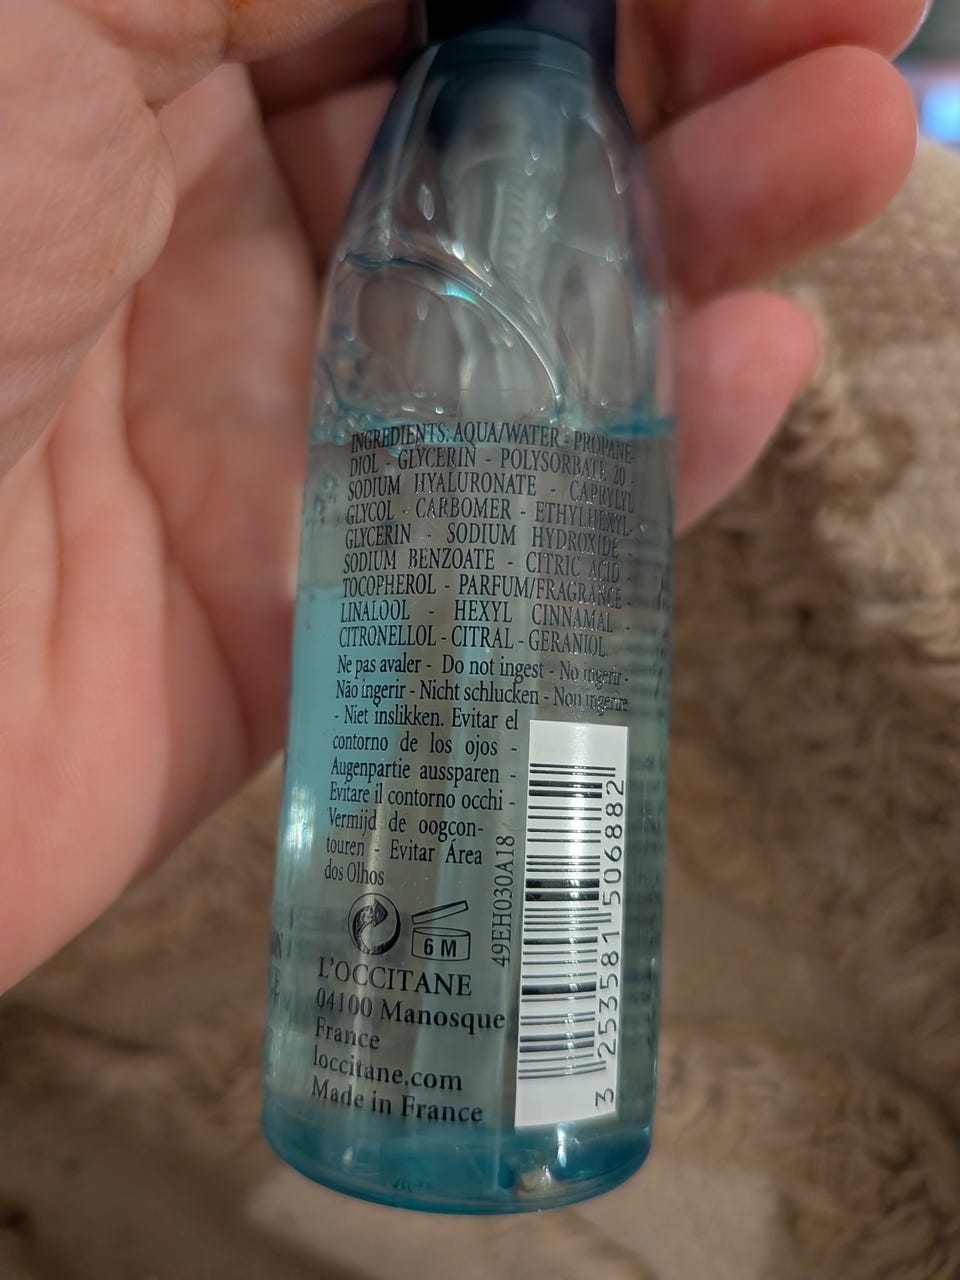 INGREDIENTS: AQUA/WATER - PROPANE-
DIOL - GLYCERIN - POLYSORBATE 20 -
SODIUM HYALURONATE - CAPRYLYL
GLYCOL - CARBOMER - ETHYLHEXYL-
GLYCERIN - SODIUM HYDROXIDE -
SODIUM BENZOATE - CITRIC ACID -
TOCOPHEROL - PARFUM/FRAGRANCE -
LINALOOL - HEXYL CINNAMAL -
CITRONELLOL - CITRAL - GERANIOL.
Ne pas avaler - Do not ingest - No ingerir -
Não ingerir - Nicht schlucken - Non ingerire
- Niet inslikken. Evitar el
contorno de los ojos -
Augenpartie aussparen -
Evitare il contorno occhi -
Vermijd de oogcon-
touren - Evitar Área
dos Olhos
6 M
49EH030A18
L'OCCITANE
04100 Manosque
France
loccitane.com
Made in France
3 253581 506882